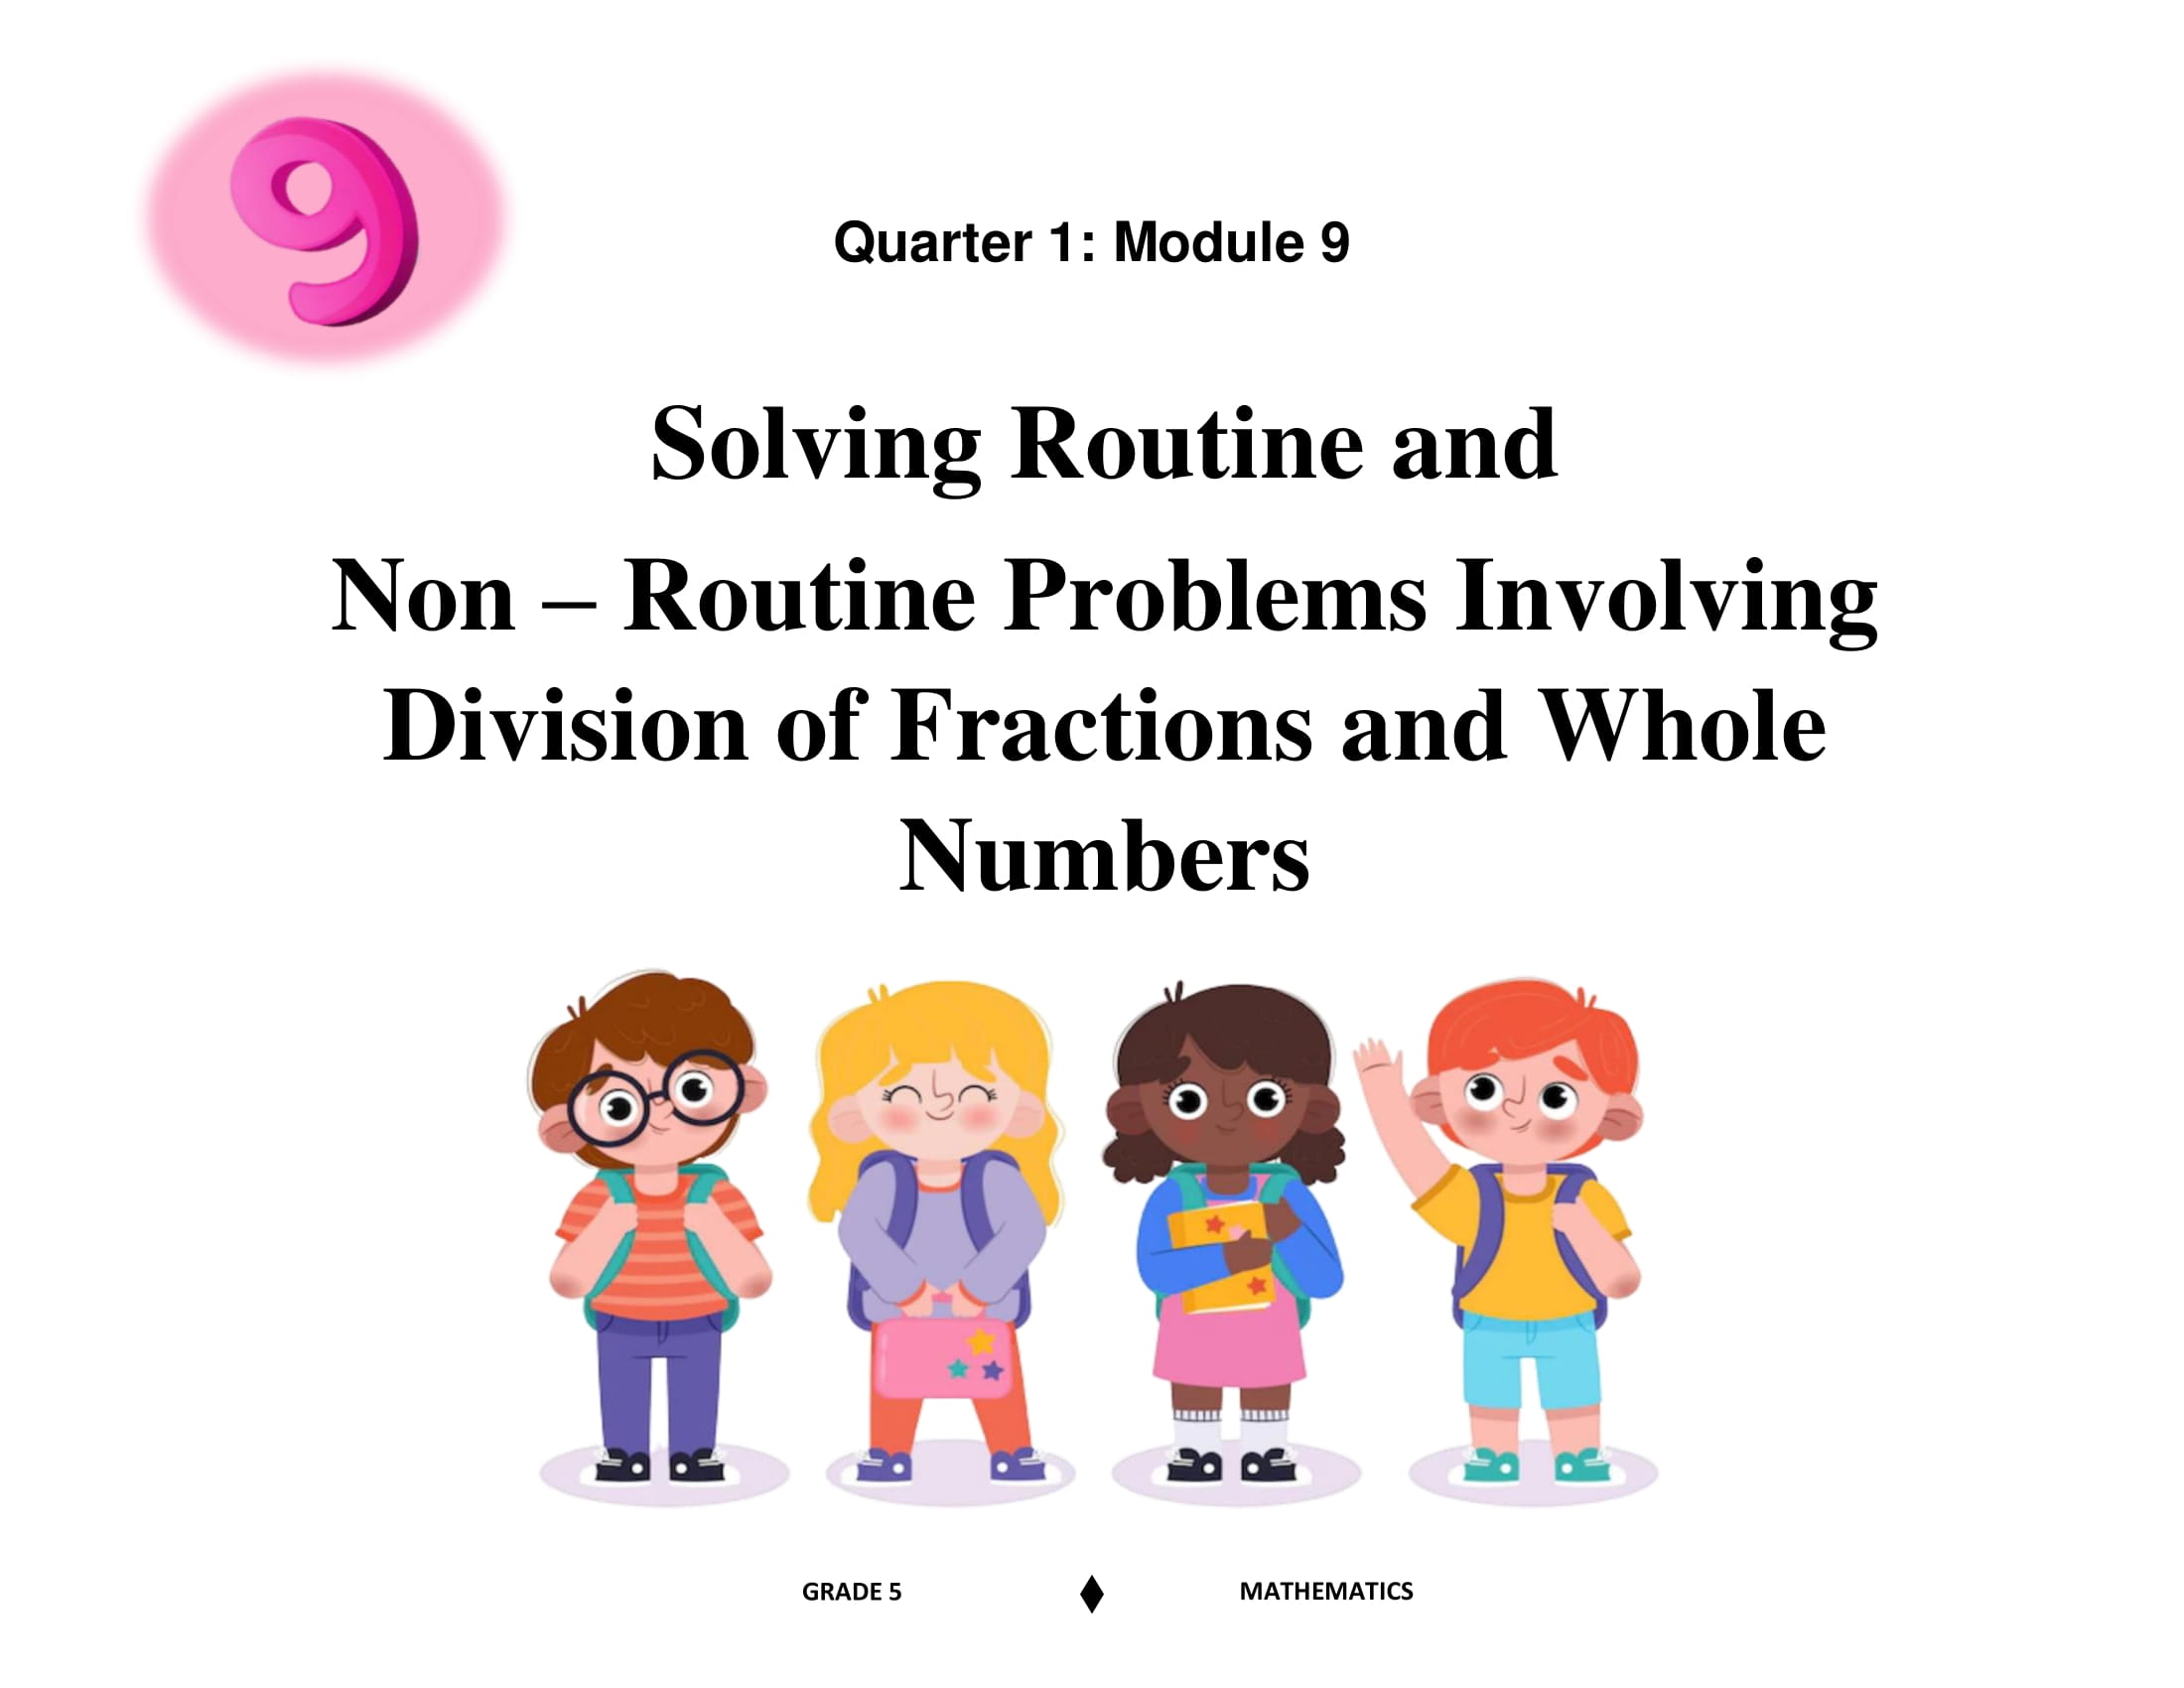 9
Quarter 1: Module 9
Solving Routine and
Non – Routine Problems Involving
Division of Fractions and Whole
Numbers
GRADE 5 ♦ MATHEMATICS